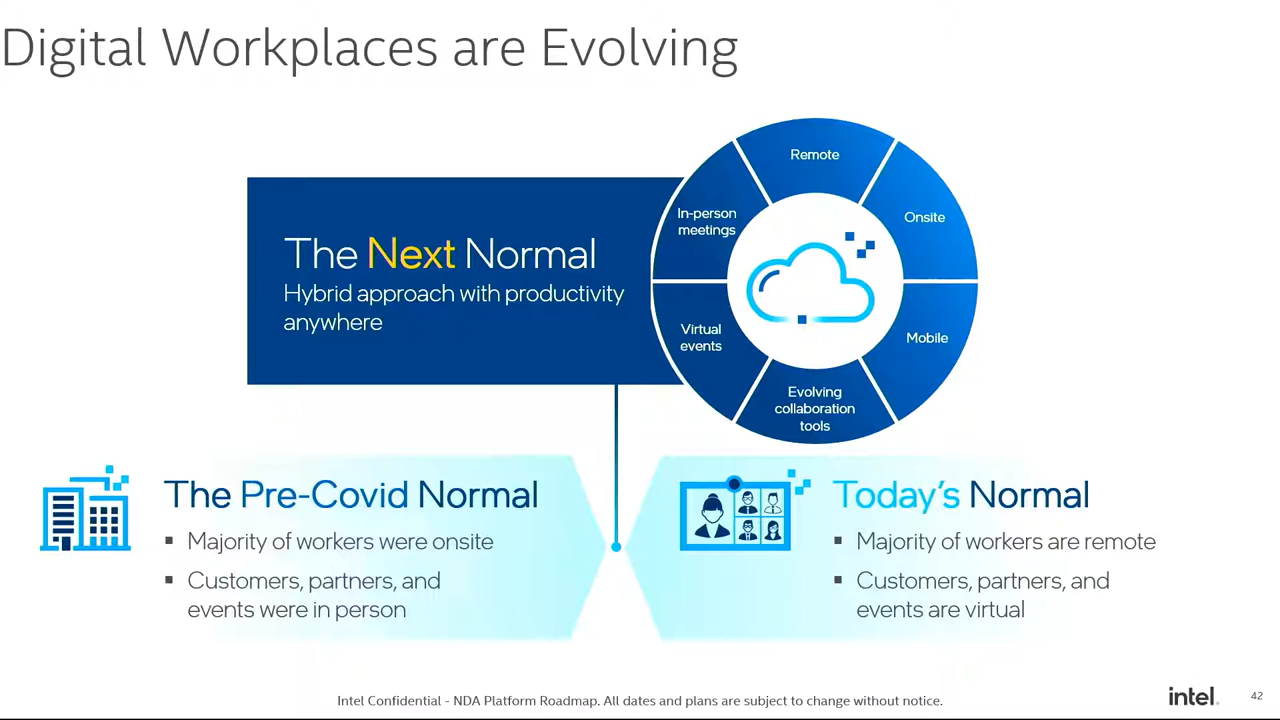 Digital Workplaces are Evolving
The Next Normal
Hybrid approach with productivity
anywhere
Remote
Onsite
Mobile
Evolving
collaboration
tools
Virtual
events
In-person
meetings
The Pre-Covid Normal
▪ Majority of workers were onsite
▪ Customers, partners, and
events were in person
Today's Normal
▪ Majority of workers are remote
▪ Customers, partners, and
events are virtual
Intel Confidential - NDA Platform Roadmap. All dates and plans are subject to change without notice.
intel.
42